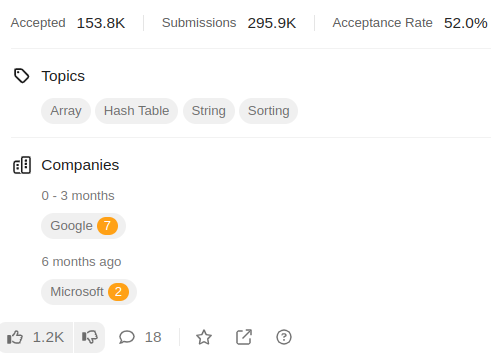 Accepted 153.8K Submissions 295.9K Acceptance Rate 52.0%
Topics
Array Hash Table String Sorting
Companies
0 - 3 months
Google 7
6 months ago
Microsoft 2
1.2K 18